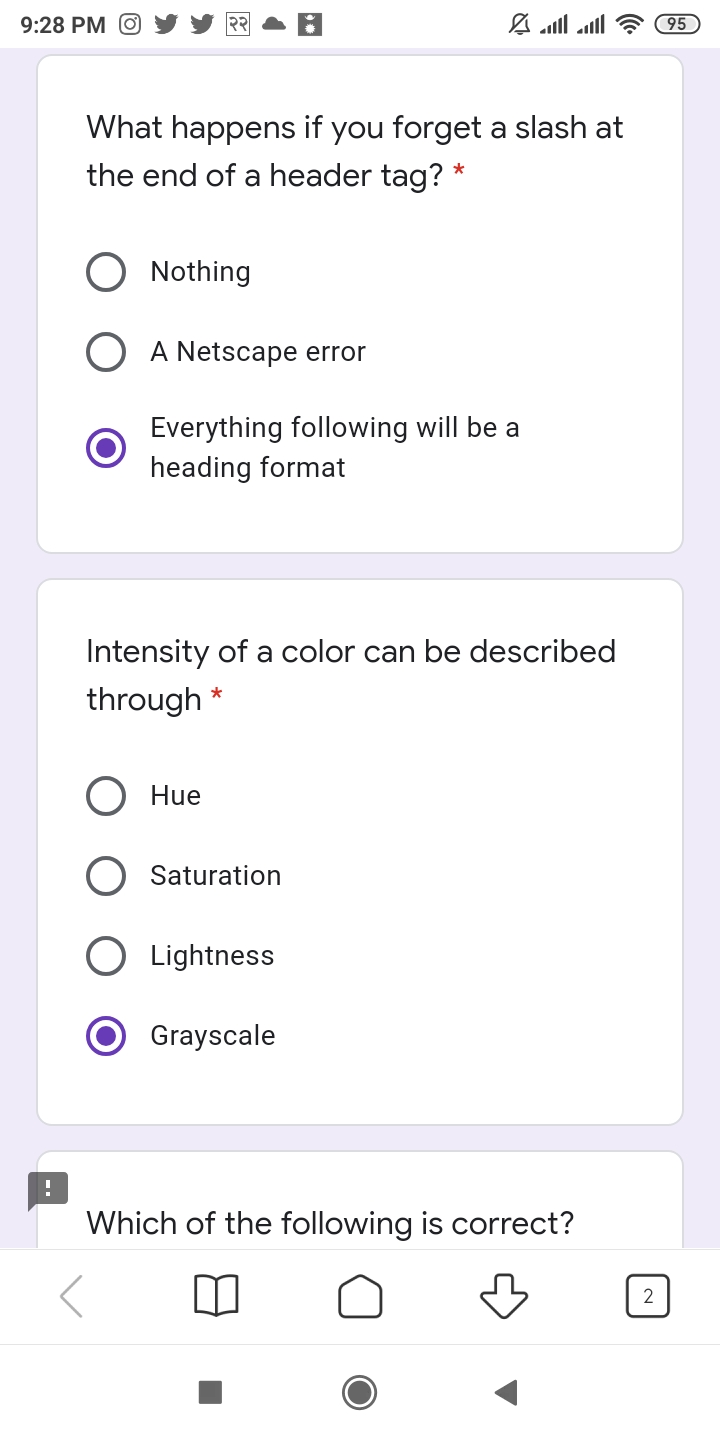 9:28 PM २२ 95
What happens if you forget a slash at
the end of a header tag? *
Nothing
A Netscape error
Everything following will be a
heading format
Intensity of a color can be described
through *
Hue
Saturation
Lightness
Grayscale
!
Which of the following is correct?
2